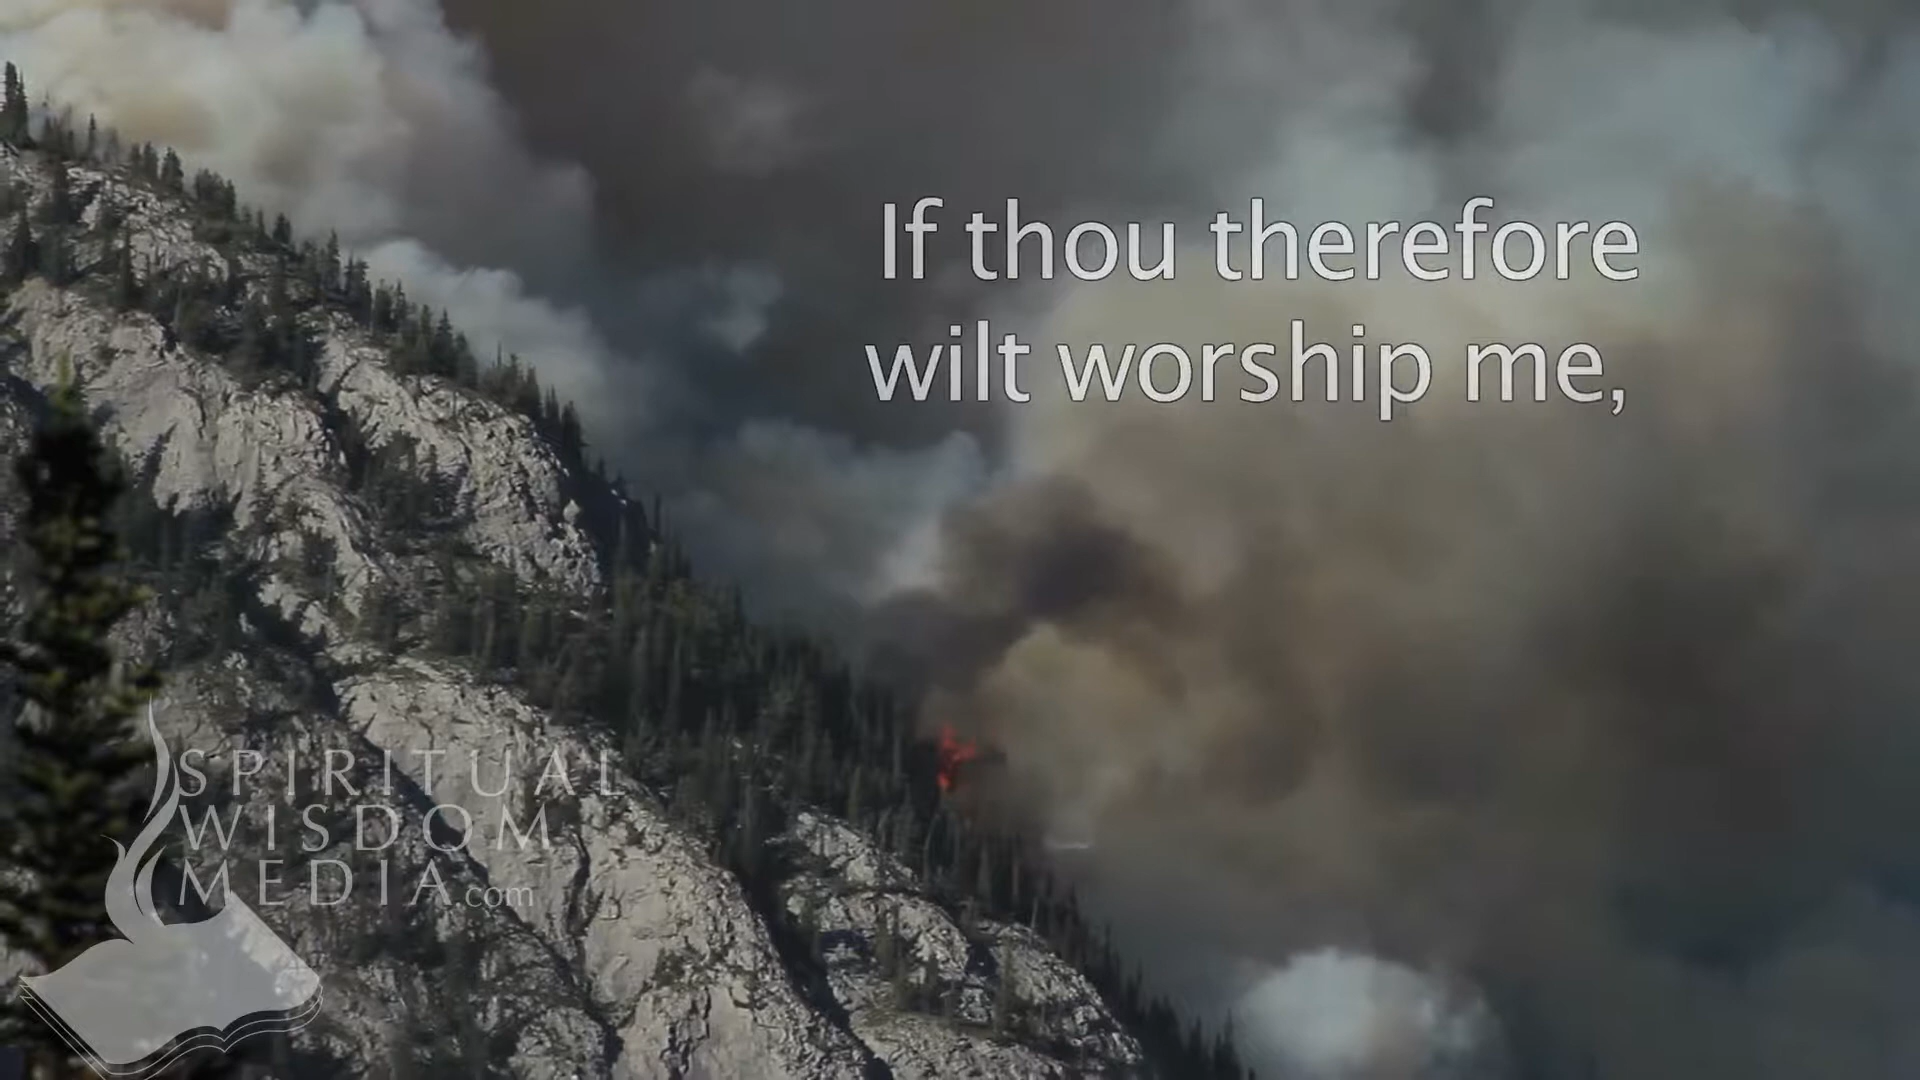 If thou therefore
wilt worship me,
SPIRITUAL
WISDOM
MEDIA.com